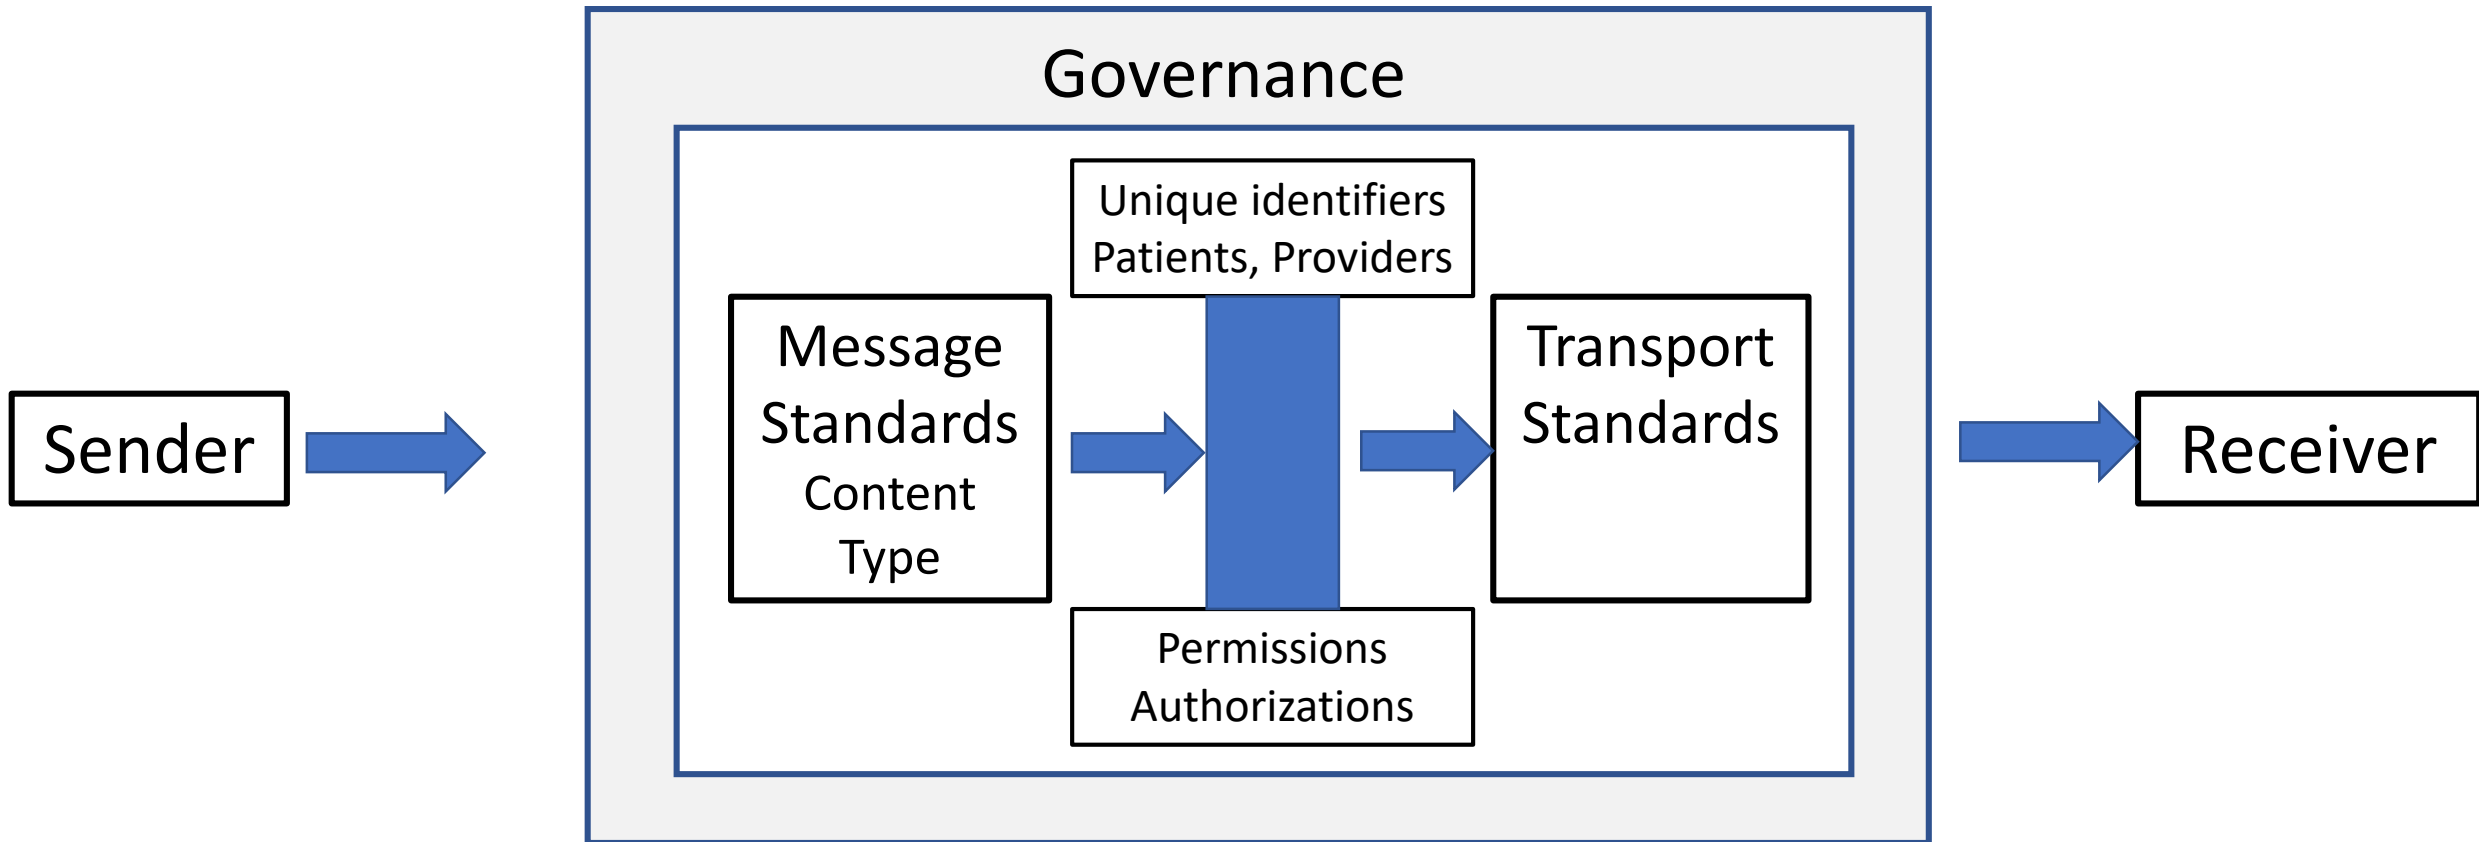 Governance
Unique identifiers
Patients, Providers
Message
Standards
Content
Type
Transport
Standards
Sender
Receiver
Permissions
Authorizations